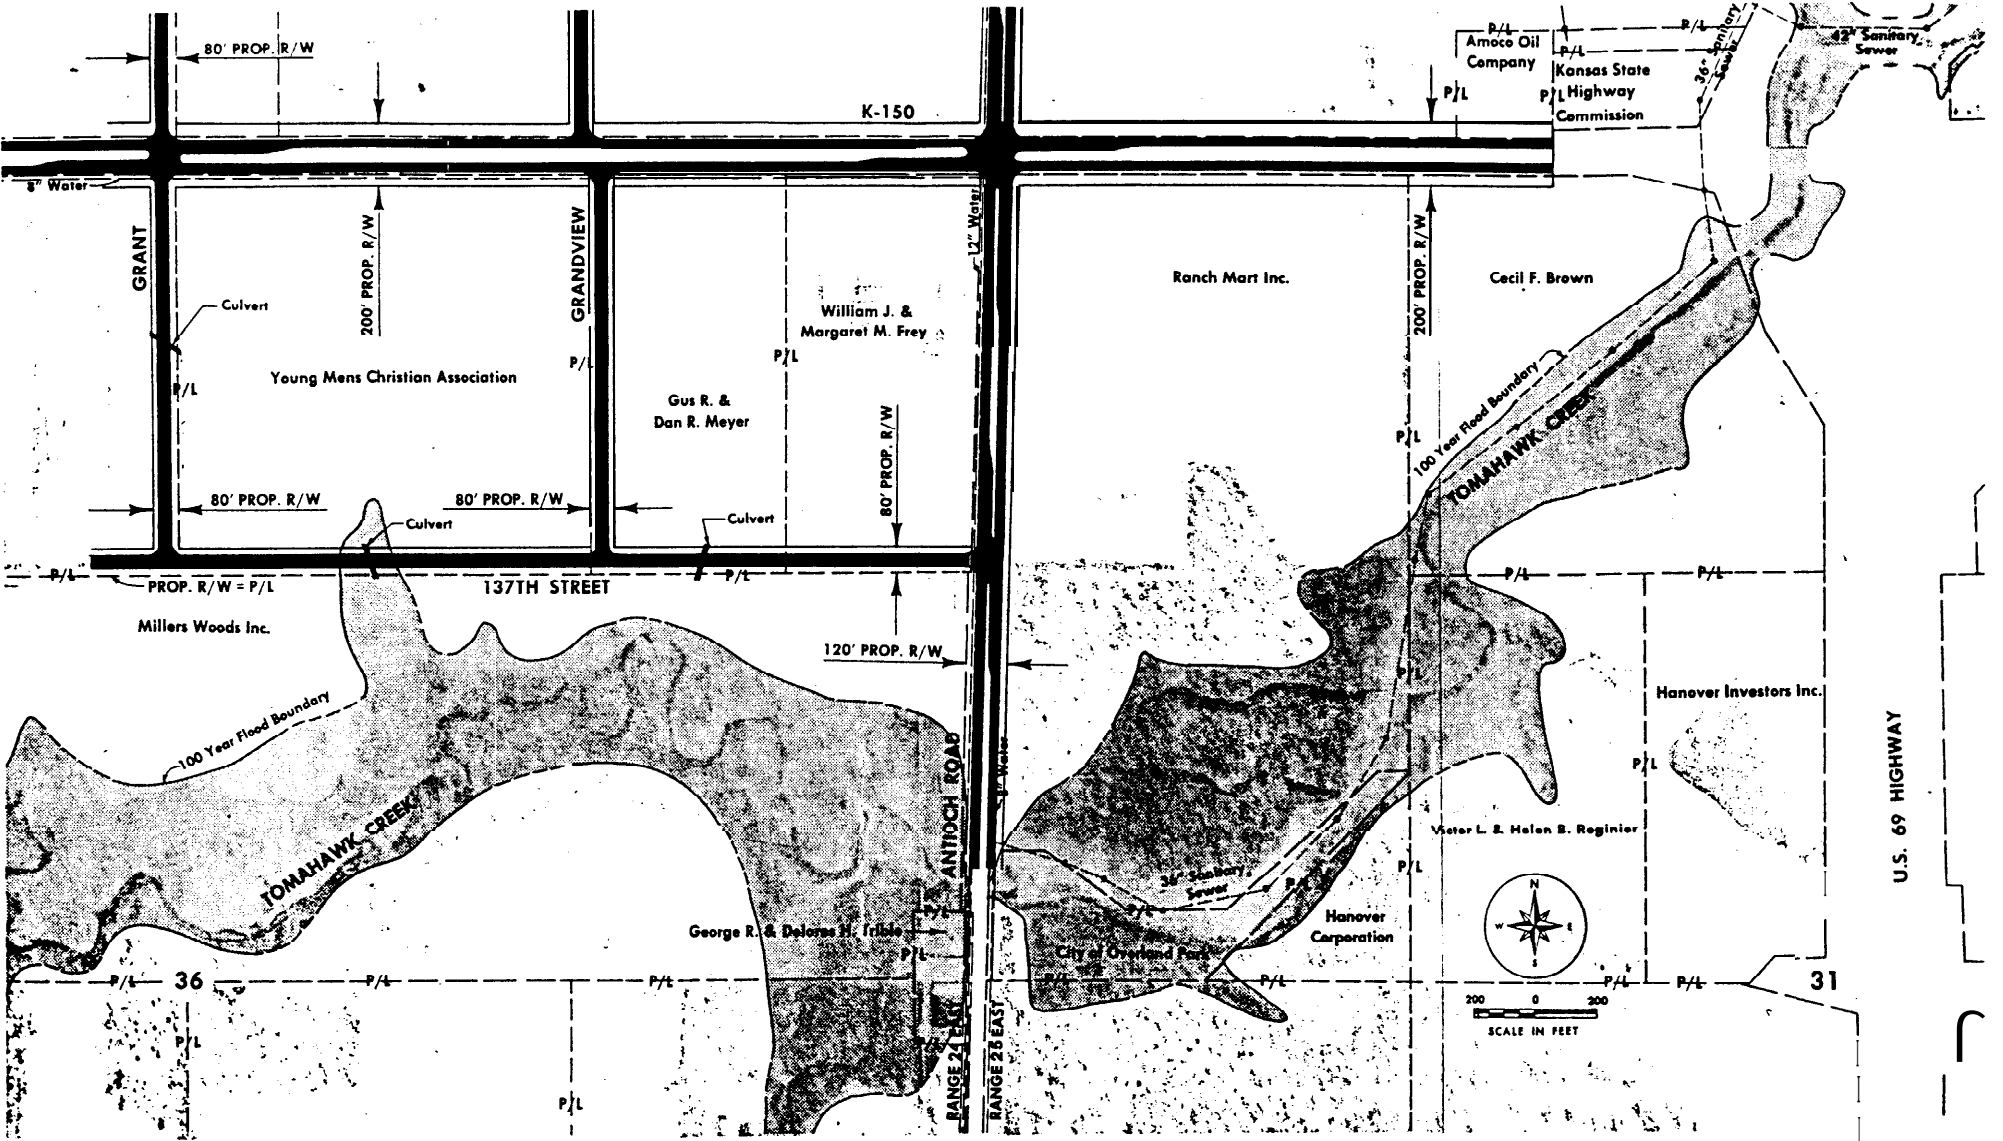 80' PROP. R/W
K-150
P/L
P/L
Amoco Oil
Company
P/L
P/L
P/L
Kansas State
Highway
Commission
36" Sanitary
Sewer
42" Sanitary
Sewer
8" Water
GRANT
Culvert
P/L
200' PROP. R/W
Young Mens Christian Association
GRANDVIEW
P/L
Gus R. &
Dan R. Meyer
P/L
William J. &
Margaret M. Frey
12" Water
Ranch Mart Inc.
200' PROP. R/W
Cecil F. Brown
P/L
100 Year Flood Boundary
TOMAHAWK CREEK
80' PROP. R/W
80' PROP. R/W
80' PROP. R/W
Culvert
Culvert
P/L
PROP. R/W = P/L
137TH STREET
P/L
P/L
P/L
Millers Woods Inc.
120' PROP. R/W
P/L
Hanover Investors Inc.
100 Year Flood Boundary
TOMAHAWK CREEK
ANTIOCH ROAD
Water
P/L
U.S. 69 HIGHWAY
Victor L. & Helen B. Reginier
P/L
36" Sanitary
Sewer
P/L
P/L
P/L
N
W
E
S
George R. & Delores H. Trible
P/L
Hanover
Corporation
City of Overland Park
P/L
36
P/L
P/L
P/L
P/L
P/L
P/L
31
200
0
200
SCALE IN FEET
P/L
P/L
P/L
RANGE 24 EAST
RANGE 25 EAST